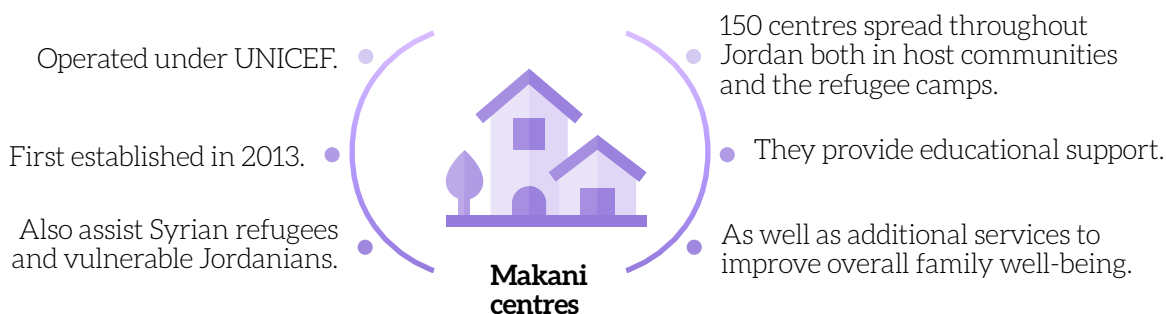 Operated under UNICEF.
First established in 2013.
Also assist Syrian refugees
and vulnerable Jordanians.
Makani
centres
150 centres spread throughout
Jordan both in host communities
and the refugee camps.
They provide educational support.
As well as additional services to
improve overall family well-being.